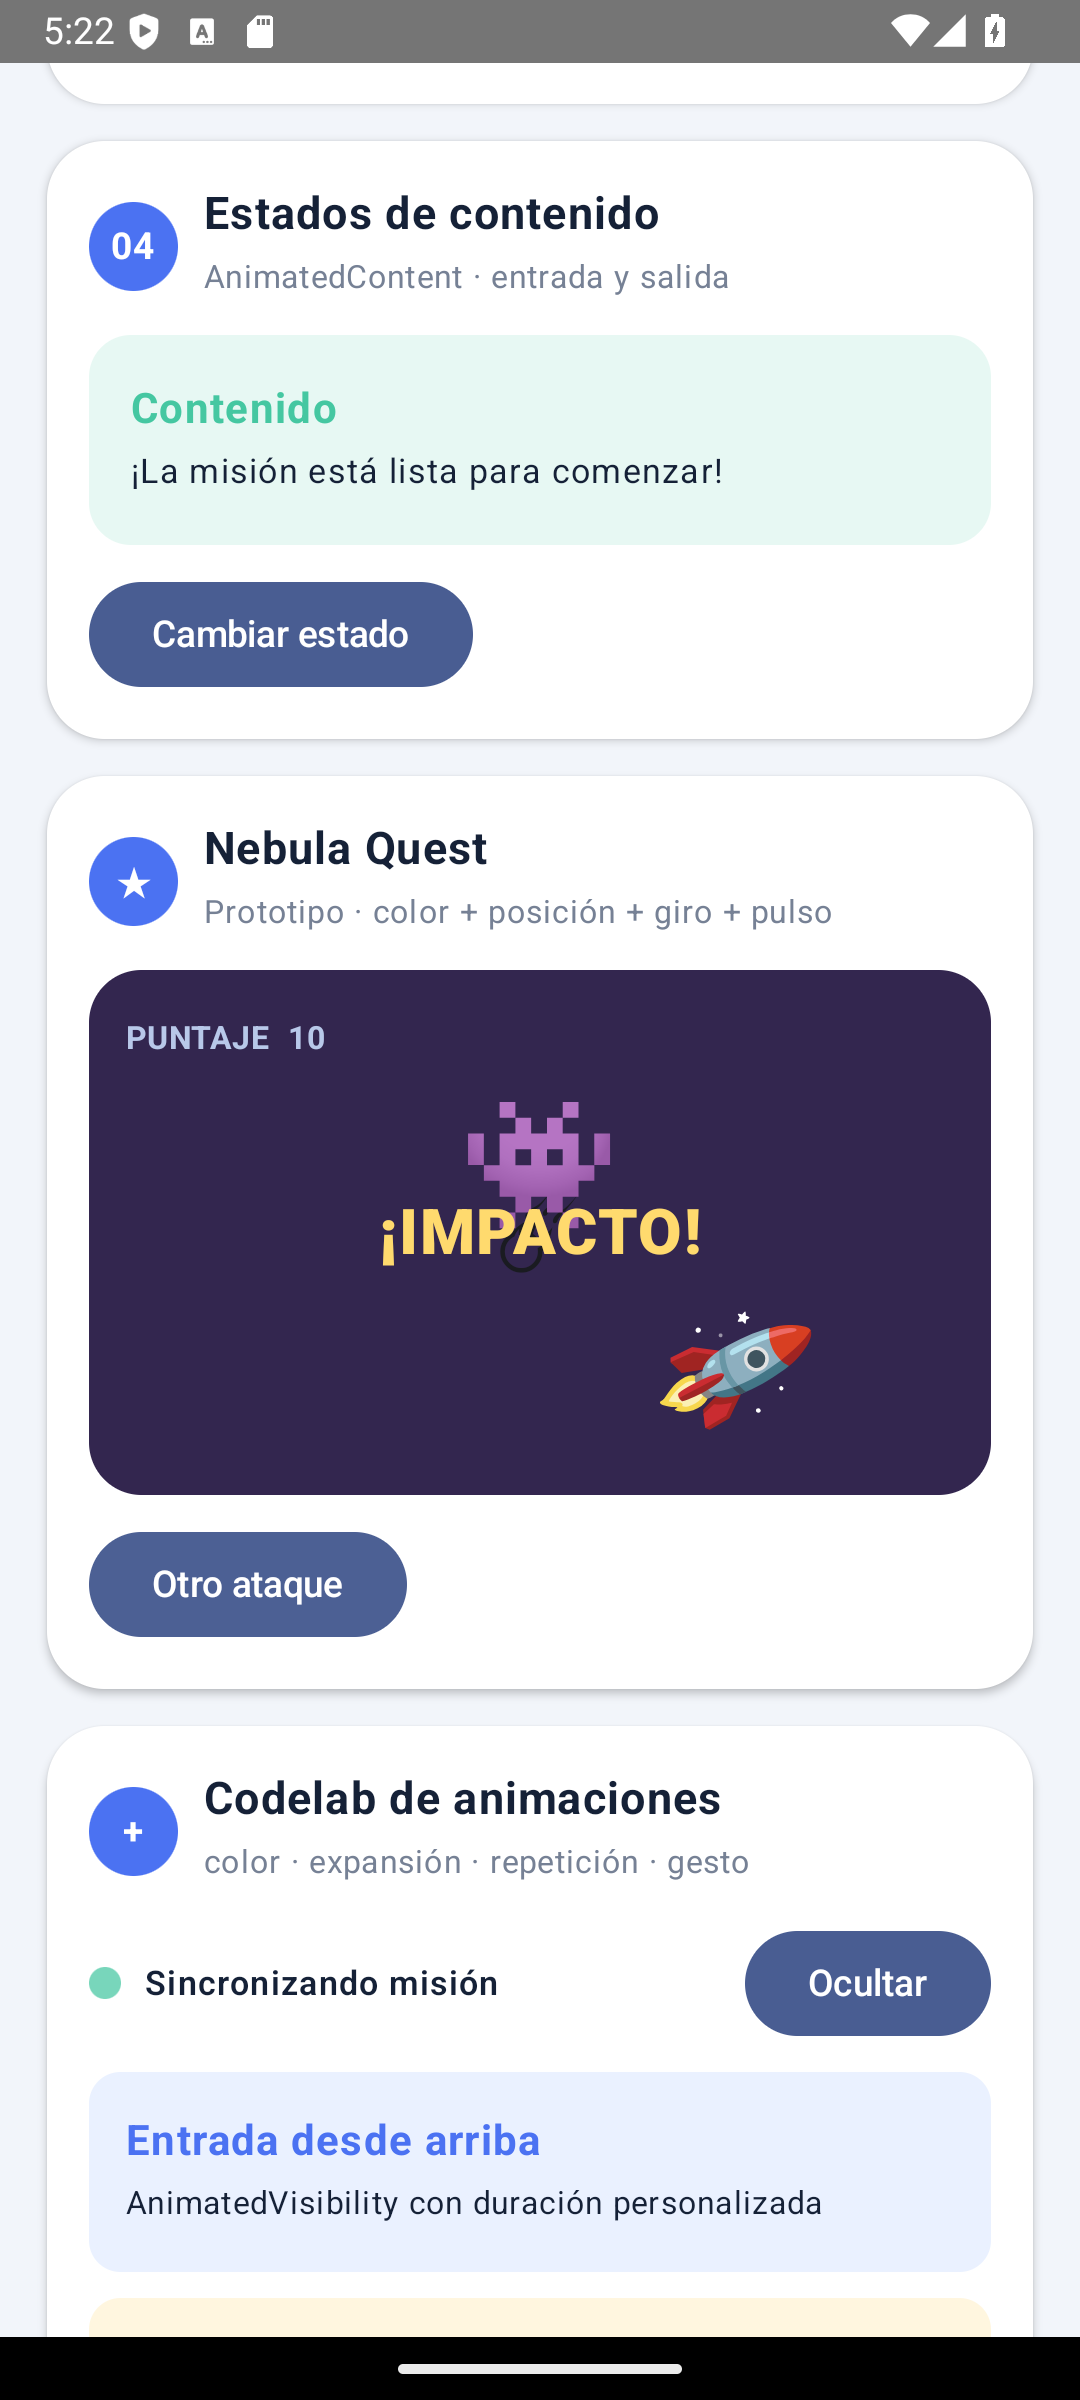 5:22
04
Estados de contenido
AnimatedContent · entrada y salida
Contenido
¡La misión está lista para comenzar!
Cambiar estado
★
Nebula Quest
Prototipo · color + posición + giro + pulso
PUNTAJE 10
¡IMPACTO!
Otro ataque
+
Codelab de animaciones
color · expansión · repetición · gesto
Sincronizando misión
Ocultar
Entrada desde arriba
AnimatedVisibility con duración personalizada